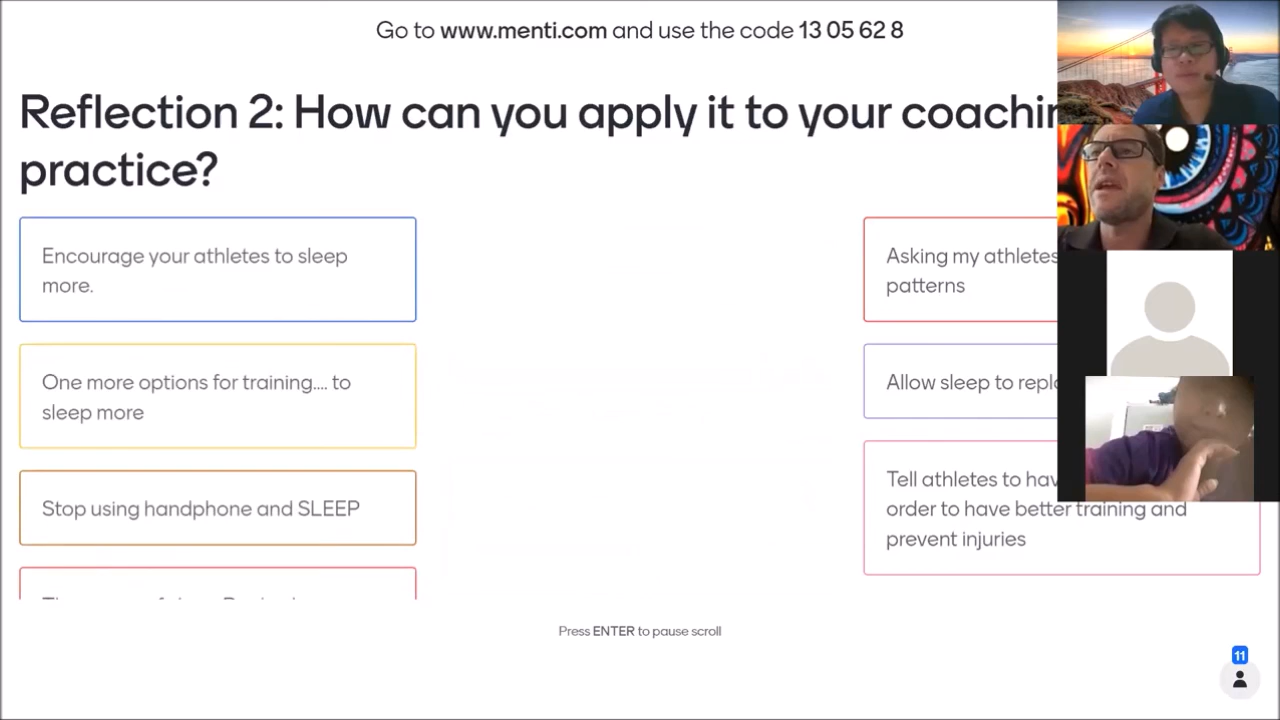 Go to www.menti.com and use the code 13 05 62 8
Reflection 2: How can you apply it to your
practice?
Encourage your athletes to sleep
more.
One more options for training.... to
sleep more
Stop using handphone and SLEEP
Asking my athletes
patterns
Allow sleep to
Tell athletes to
order to have better training and
prevent injuries
Press ENTER to pause scroll
11